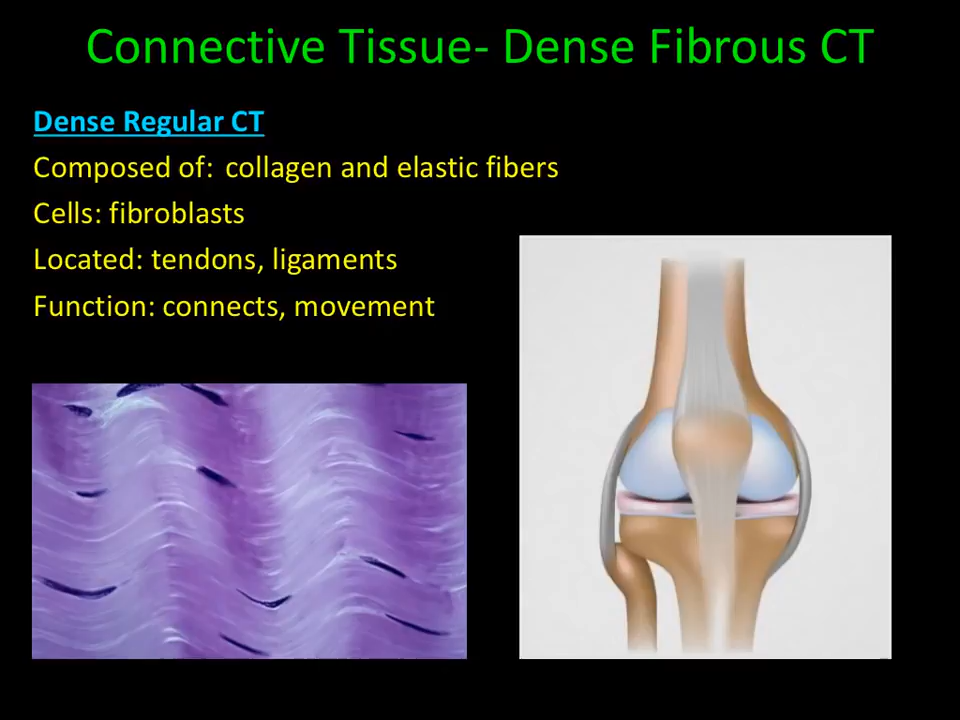 Connective Tissue- Dense Fibrous CT
Dense Regular CT
Composed of: collagen and elastic fibers
Cells: fibroblasts
Located: tendons, ligaments
Function: connects, movement